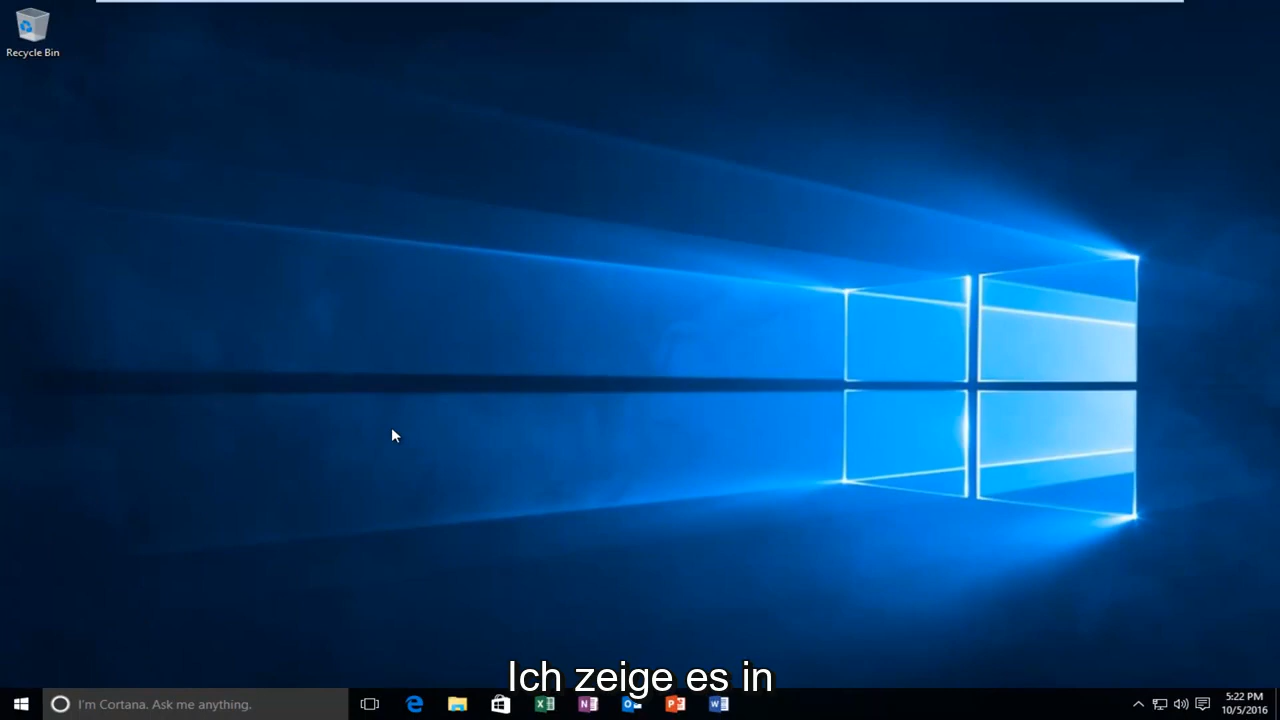 Recycle Bin
Ich zeige es in
I'm Cortana. Ask me anything.
5:22 PM
10/5/2016